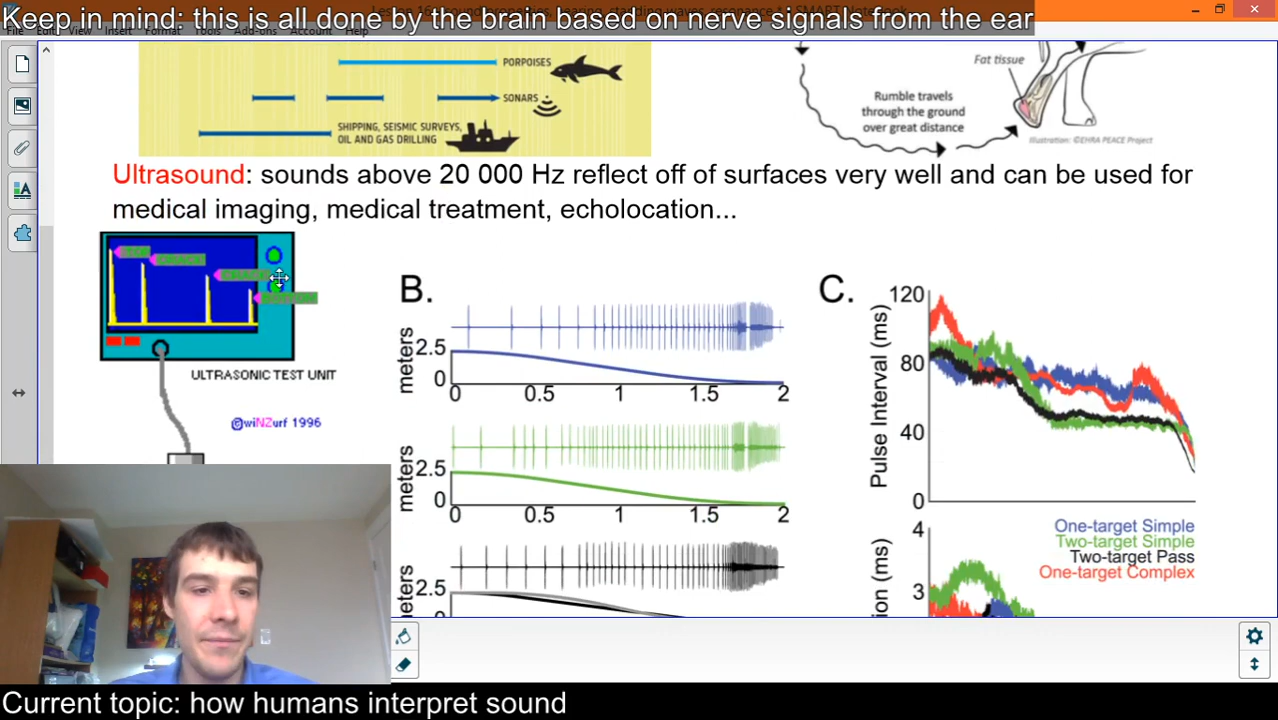 Keep in mind: this is all done by the brain based on nerve signals from the ear
File Edit View Insert Format Tools Add-ons Account Help
PORPOISES
SONARS
SHIPPING, SEISMIC SURVEYS,
OIL AND GAS DRILLING
Fat tissue
Rumble travels
through the ground
over great distance
Illustration: ©EHRA PEACE Project
Ultrasound: sounds above 20 000 Hz reflect off of surfaces very well and can be used for
medical imaging, medical treatment, echolocation...
ULTRASONIC TEST UNIT
@wiNZurf 1996
B.
meters
2.5
0
0 0.5 1 1.5 2
meters
2.5
0
0 0.5 1 1.5 2
meters
2.5
0
C.
Pulse Interval (ms)
120
80
40
0
One-target Simple
Two-target Simple
Two-target Pass
One-target Complex
4
3
(ms)
Current topic: how humans interpret sound